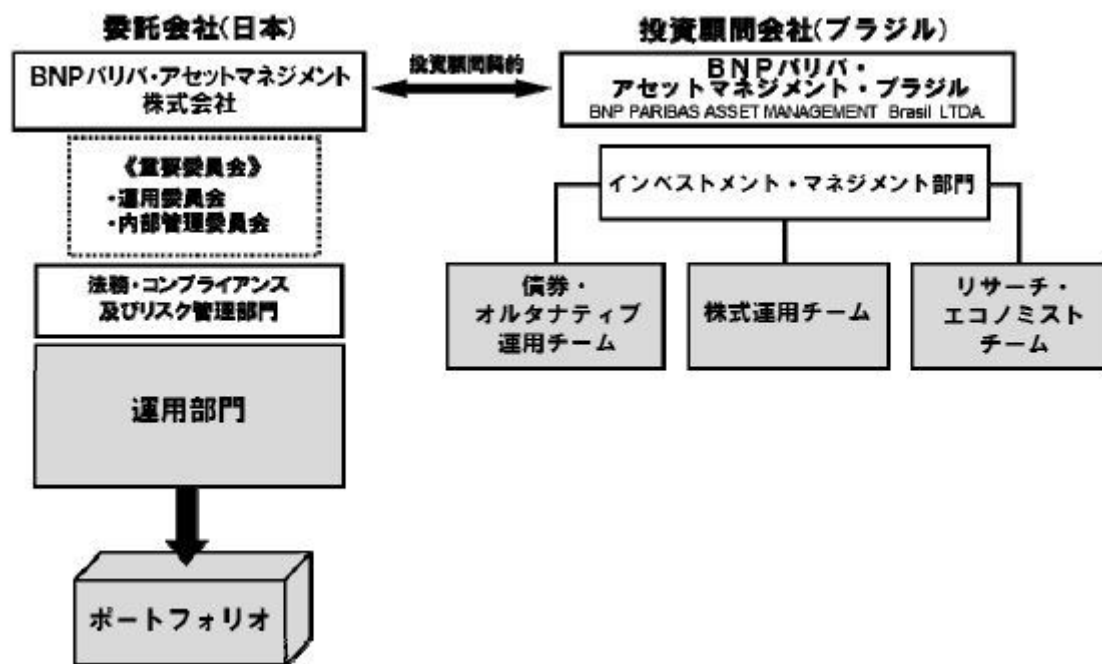 委託会社(日本)
BNPパリバ・アセットマネジメント
株式会社
《重要委員会》
・運用委員会
・内部管理委員会
法務・コンプライアンス
及びリスク管理部門
運用部門
ポートフォリオ
投資顧問契約
投資顧問会社(ブラジル)
BNPパリバ・
アセットマネジメント・ブラジル
BNP PARIBAS ASSET MANAGEMENT Brasil LTDA.
インベストメント・マネジメント部門
債券・
オルタナティブ
運用チーム
株式運用チーム
リサーチ・
エコノミスト
チーム